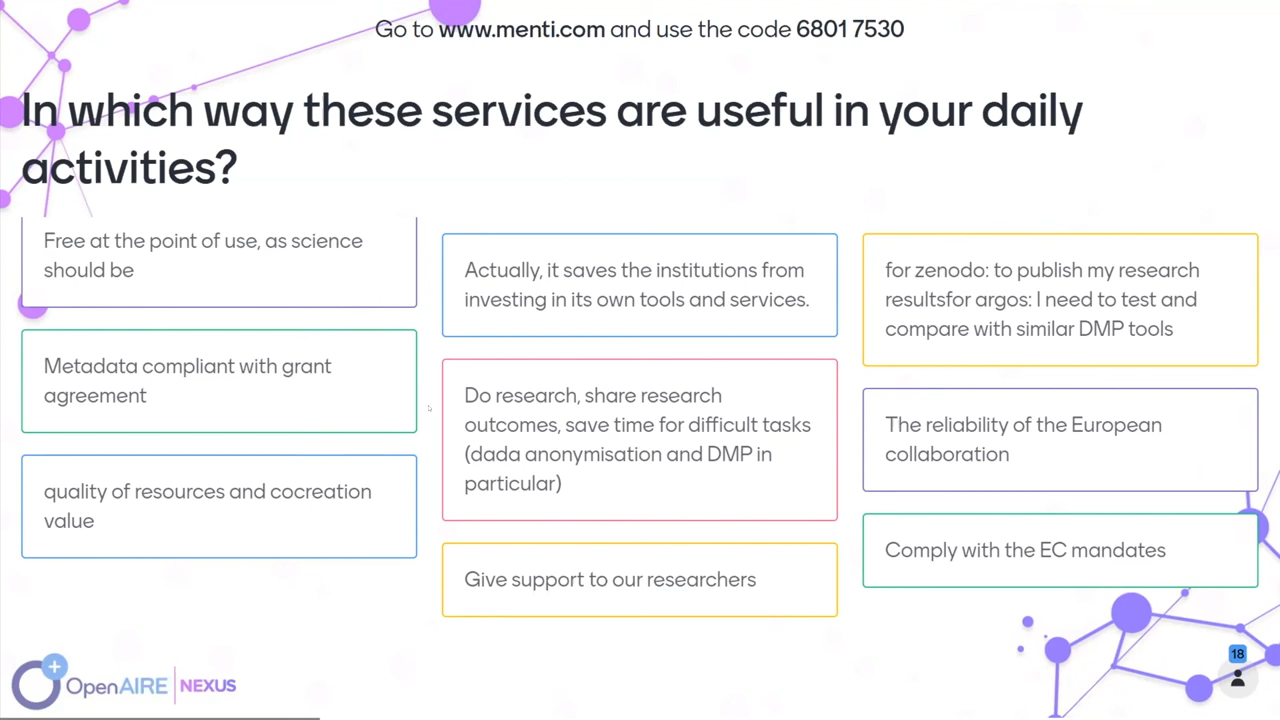 Go to www.menti.com and use the code 6801 7530
In which way these services are useful in your daily
activities?
Free at the point of use, as science
should be
Metadata compliant with grant
agreement
quality of resources and cocreation
value
Actually, it saves the institutions from
investing in its own tools and services.
Do research, share research
outcomes, save time for difficult tasks
(dada anonymisation and DMP in
particular)
Give support to our researchers
for zenodo: to publish my research
resultsfor argos: I need to test and
compare with similar DMP tools
The reliability of the European
collaboration
Comply with the EC mandates
OpenAIRE NEXUS
18